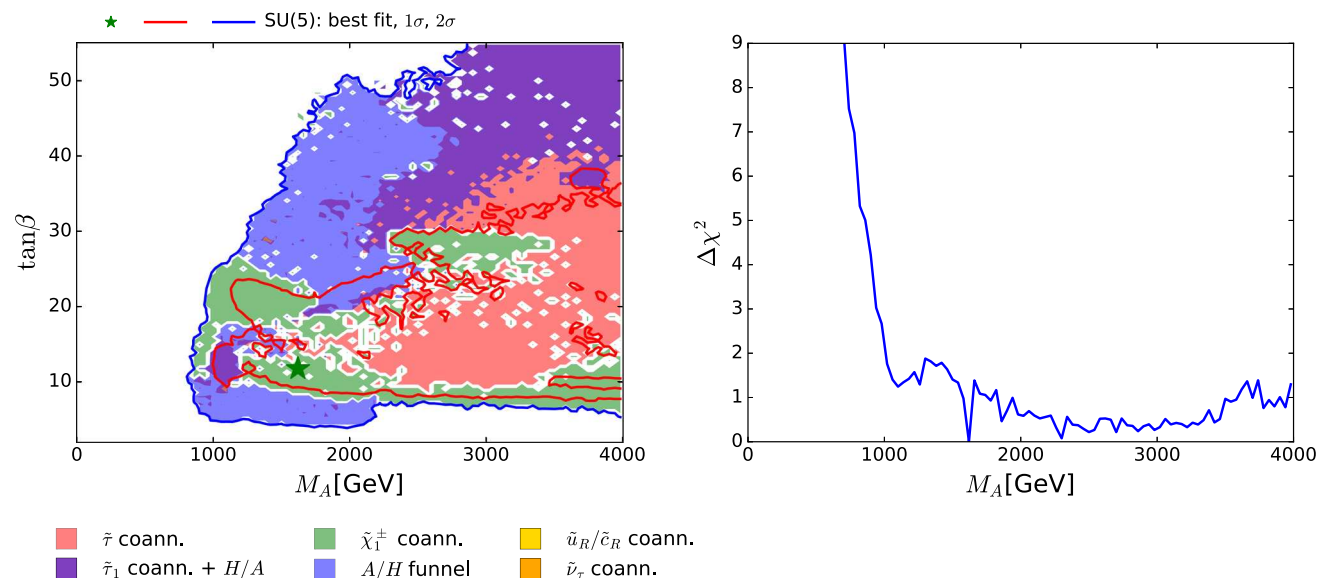 SU(5): best fit, 1σ, 2σ
50
40
30
20
10
tanβ
0 1000 2000 3000 4000
M_A[GeV]
9
8
7
6
5
4
3
2
1
0
Δχ²
0 1000 2000 3000 4000
M_A[GeV]
τ̃ coann. χ̃₁± coann. ũ_R/c̃_R coann.
τ̃₁ coann. + H/A A/H funnel ν̃_τ coann.